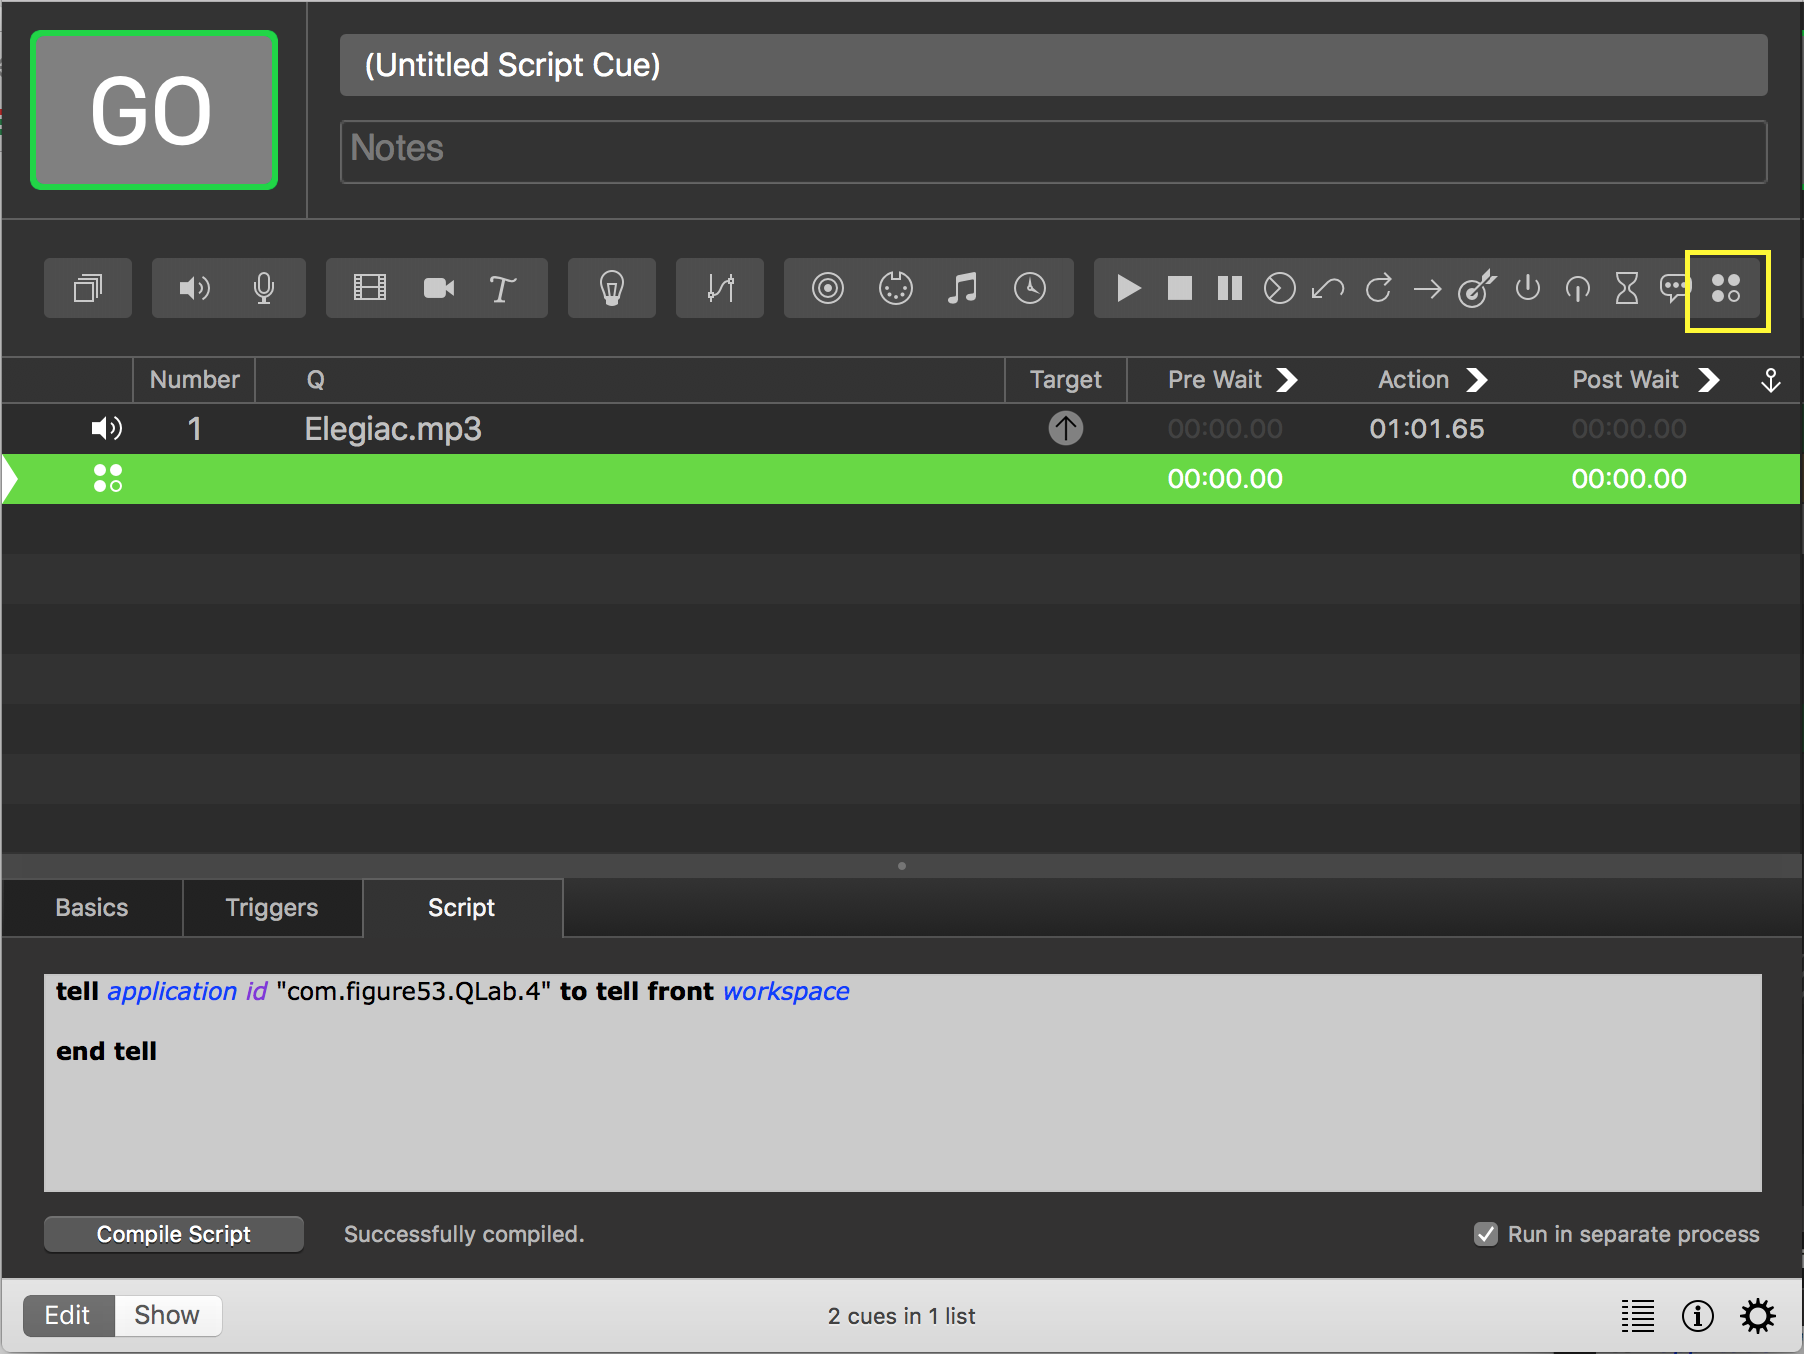 GO
(Untitled Script Cue)
Notes
Number Q Target Pre Wait Action Post Wait
1 Elegiac.mp3 00:00.00 01:01.65 00:00.00
00:00.00 00:00.00
Basics Triggers Script
tell application id "com.figure53.QLab.4" to tell front workspace
end tell
Compile Script Successfully compiled. Run in separate process
Edit Show 2 cues in 1 list